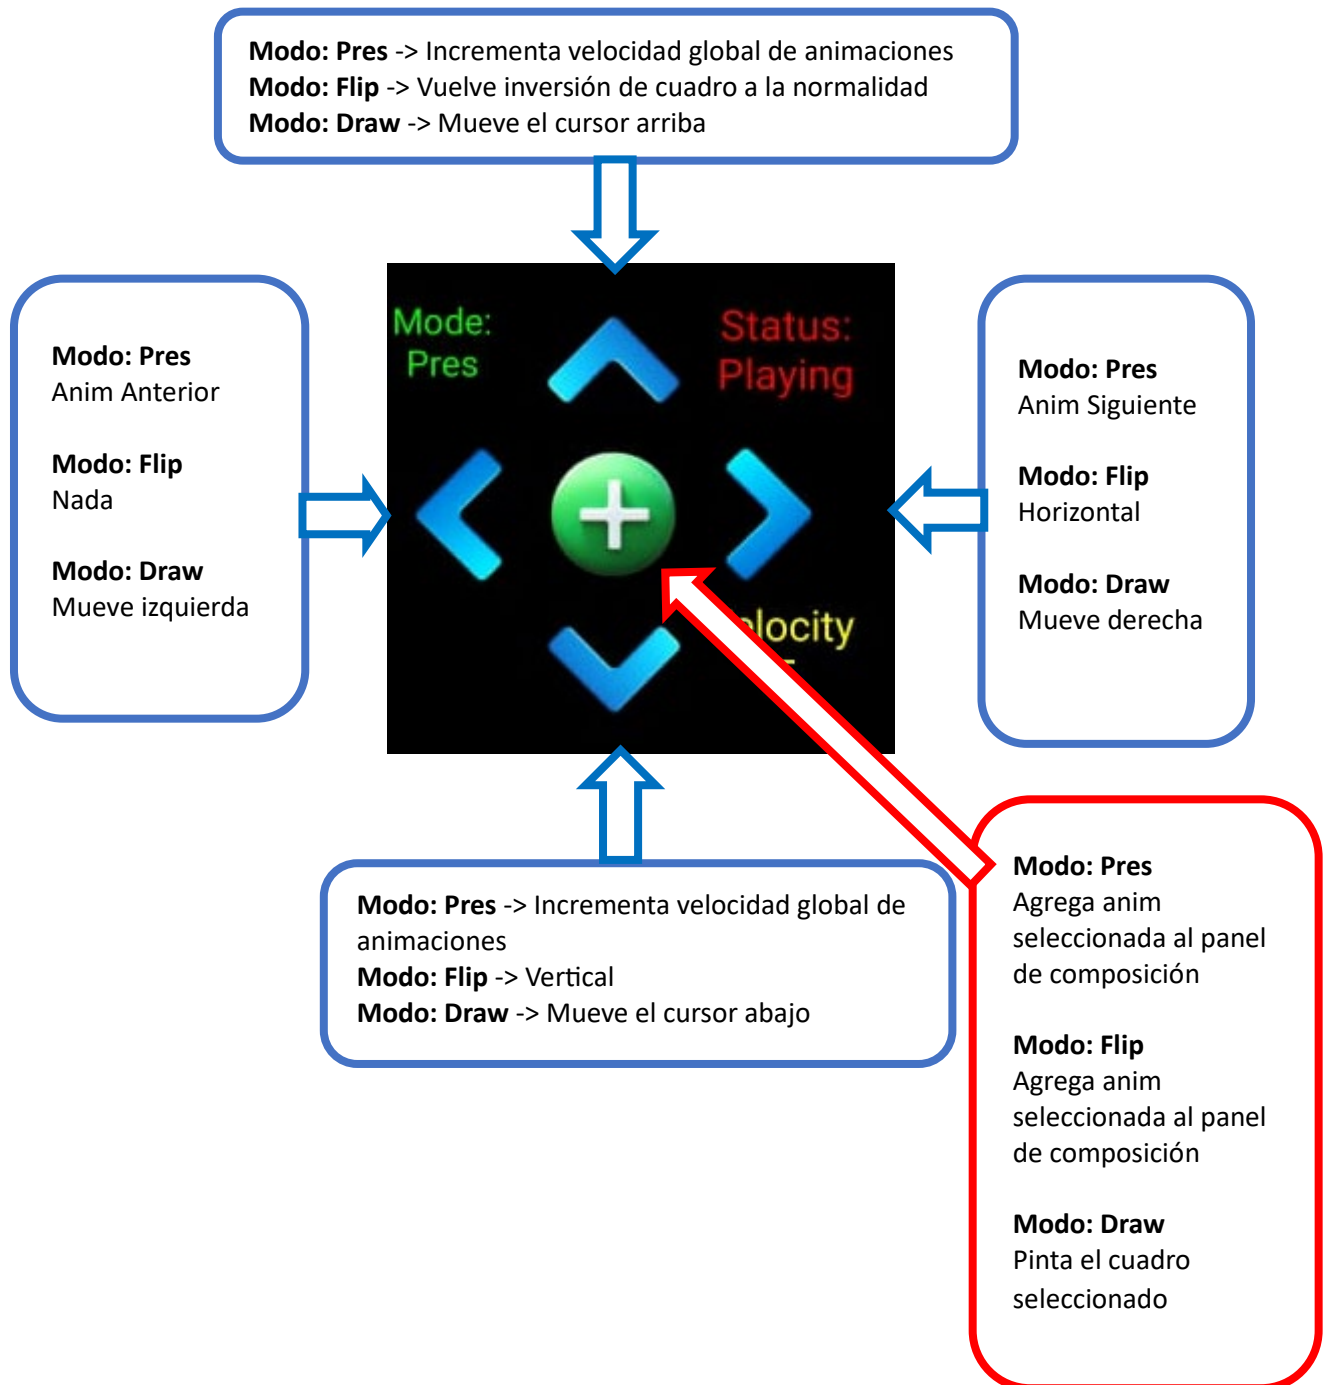 Modo: Pres -> Incrementa velocidad global de animaciones
Modo: Flip -> Vuelve inversión de cuadro a la normalidad
Modo: Draw -> Mueve el cursor arriba
Modo: Pres
Anim Anterior
Modo: Flip
Nada
Modo: Draw
Mueve izquierda
Mode:
Pres
Status:
Playing
Modo: Pres
Anim Siguiente
Modo: Flip
Horizontal
Modo: Draw
Mueve derecha
Modo: Pres -> Incrementa velocidad global de
animaciones
Modo: Flip -> Vertical
Modo: Draw -> Mueve el cursor abajo
Modo: Pres
Agrega anim
seleccionada al panel
de composición
Modo: Flip
Agrega anim
seleccionada al panel
de composición
Modo: Draw
Pinta el cuadro
seleccionado